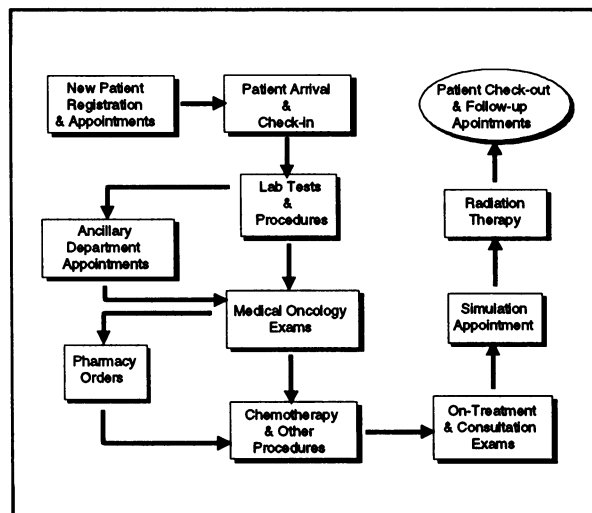 New Patient
Registration
& Appointments
Patient Arrival
&
Check-in
Patient Check-out
& Follow-up
Apointments
Lab Tests
&
Procedures
Radiation
Therapy
Ancillary
Department
Appointments
Medical Oncology
Exams
Simulation
Appointment
Pharmacy
Orders
Chemotherapy
& Other
Procedures
On-Treatment
& Consultation
Exams